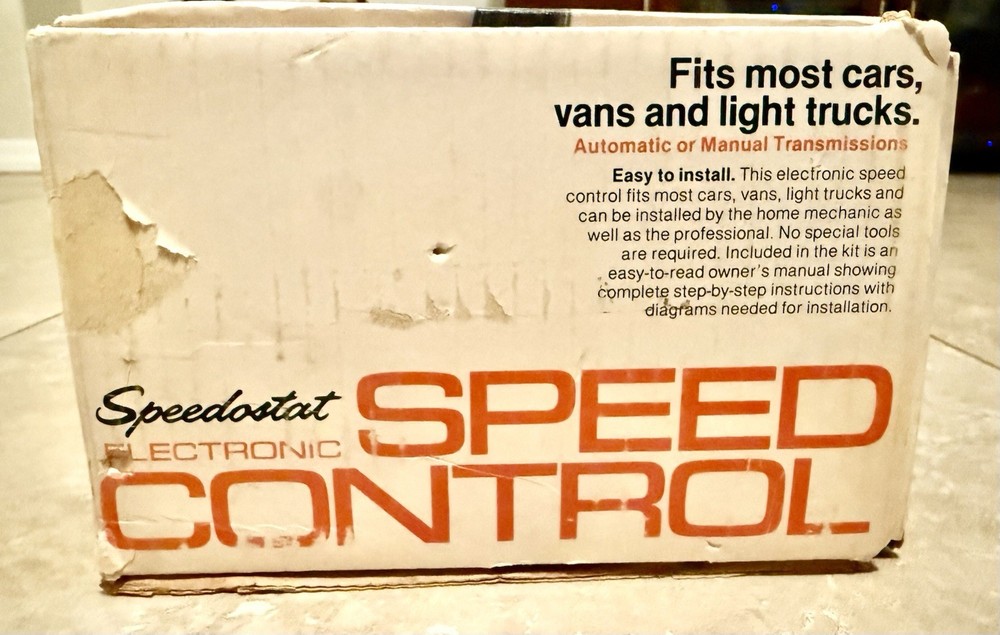 Fits most cars,
vans and light trucks.
Automatic or Manual Transmissions
Easy to install. This electronic speed
control fits most cars, vans, light trucks and
can be installed by the home mechanic as
well as the professional. No special tools
are required. Included in the kit is an
easy-to-read owner's manual showing
complete step-by-step instructions with
diagrams needed for installation.
Speedostat SPEED
ELECTRONIC
CONTROL